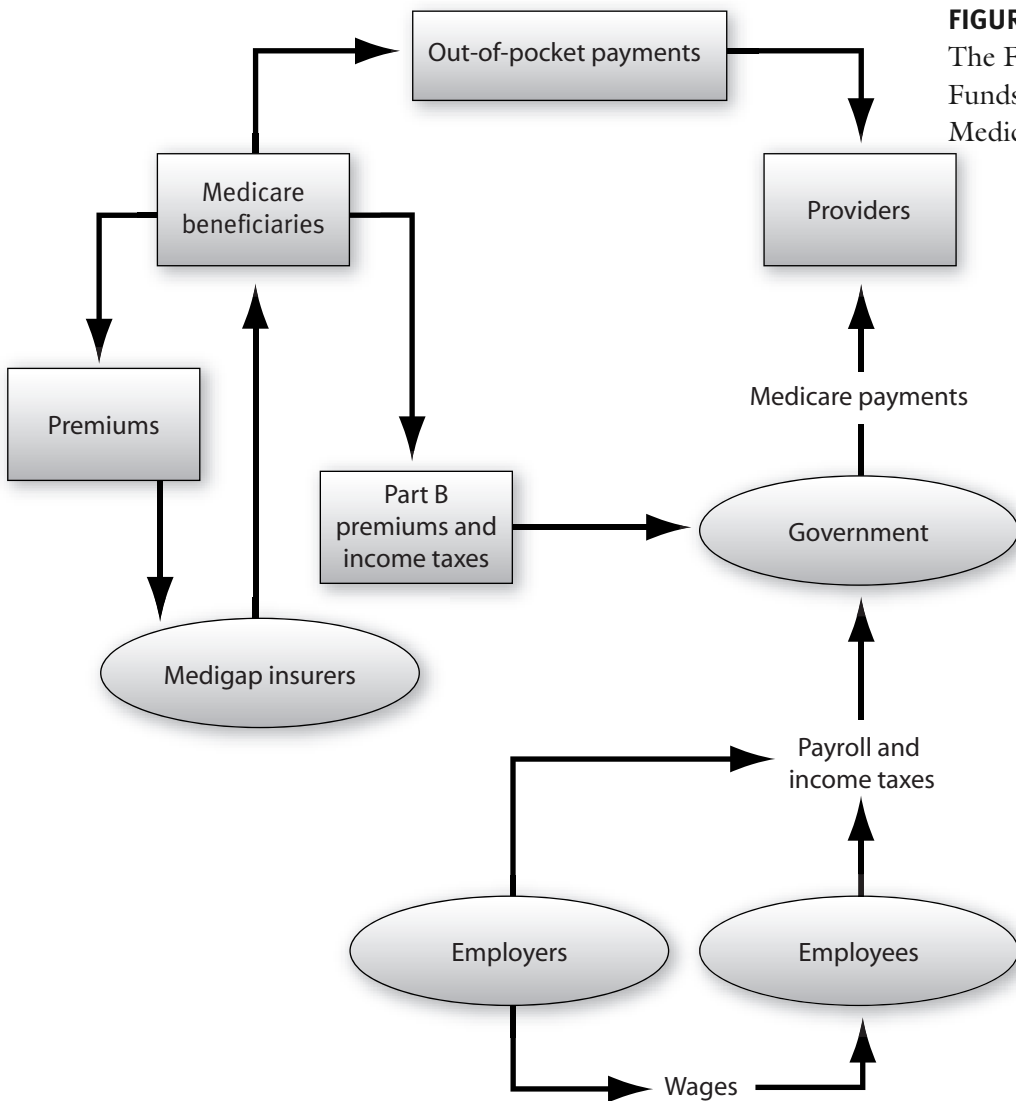 FIGUR
The F
Funds
Medic
Out-of-pocket payments
Medicare
beneficiaries
Providers
Premiums
Medicare payments
Part B
premiums and
income taxes
Government
Medigap insurers
Payroll and
income taxes
Employers
Employees
Wages